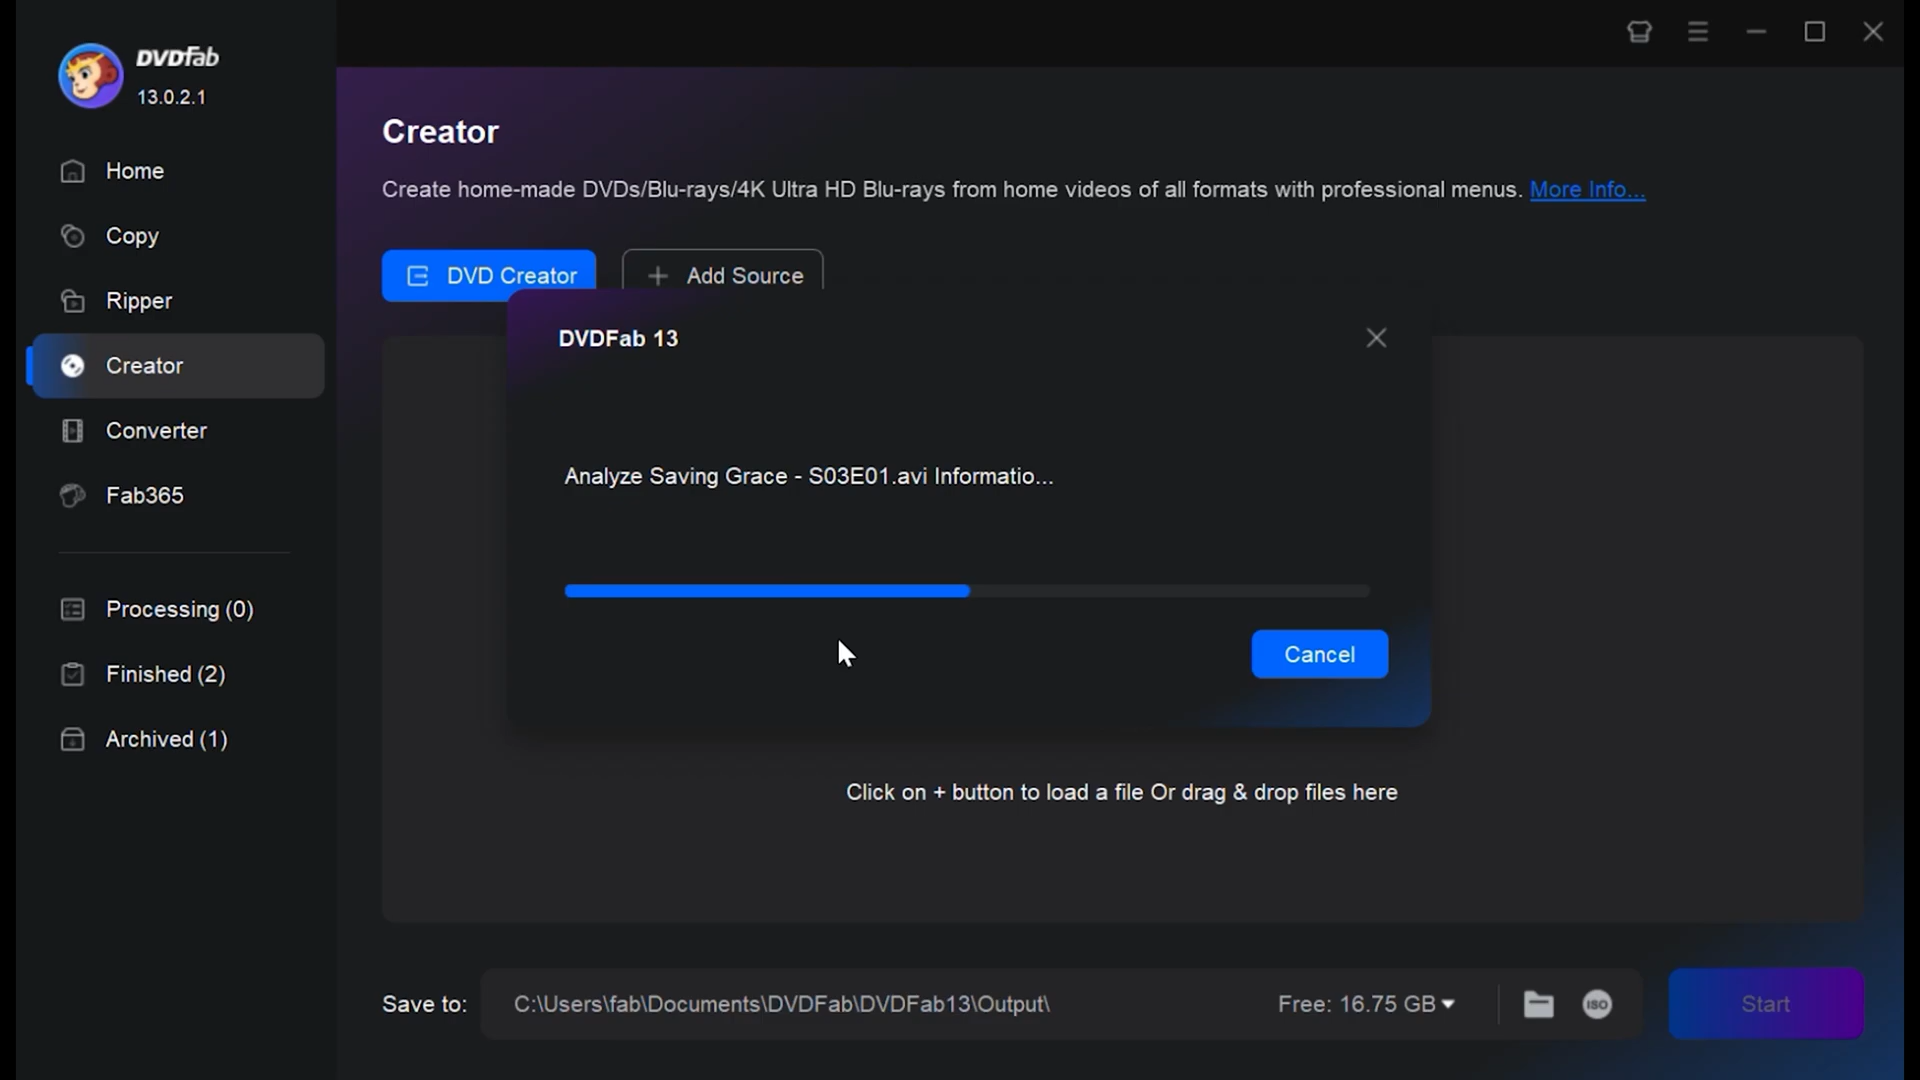 DVDfab
13.0.2.1
Home
Copy
Ripper
Creator
Converter
Fab365
Processing (0)
Finished (2)
Archived (1)
Creator
Create home-made DVDs/Blu-rays/4K Ultra HD Blu-rays from home videos of all formats with professional menus. More Info...
DVD Creator
Add Source
DVDFab 13
Analyze Saving Grace - S03E01.avi Informatio...
Cancel
Click on + button to load a file Or drag & drop files here
Save to: C:\Users\fab\Documents\DVDFab\DVDFab13\Output\ Free: 16.75 GB ISO Start